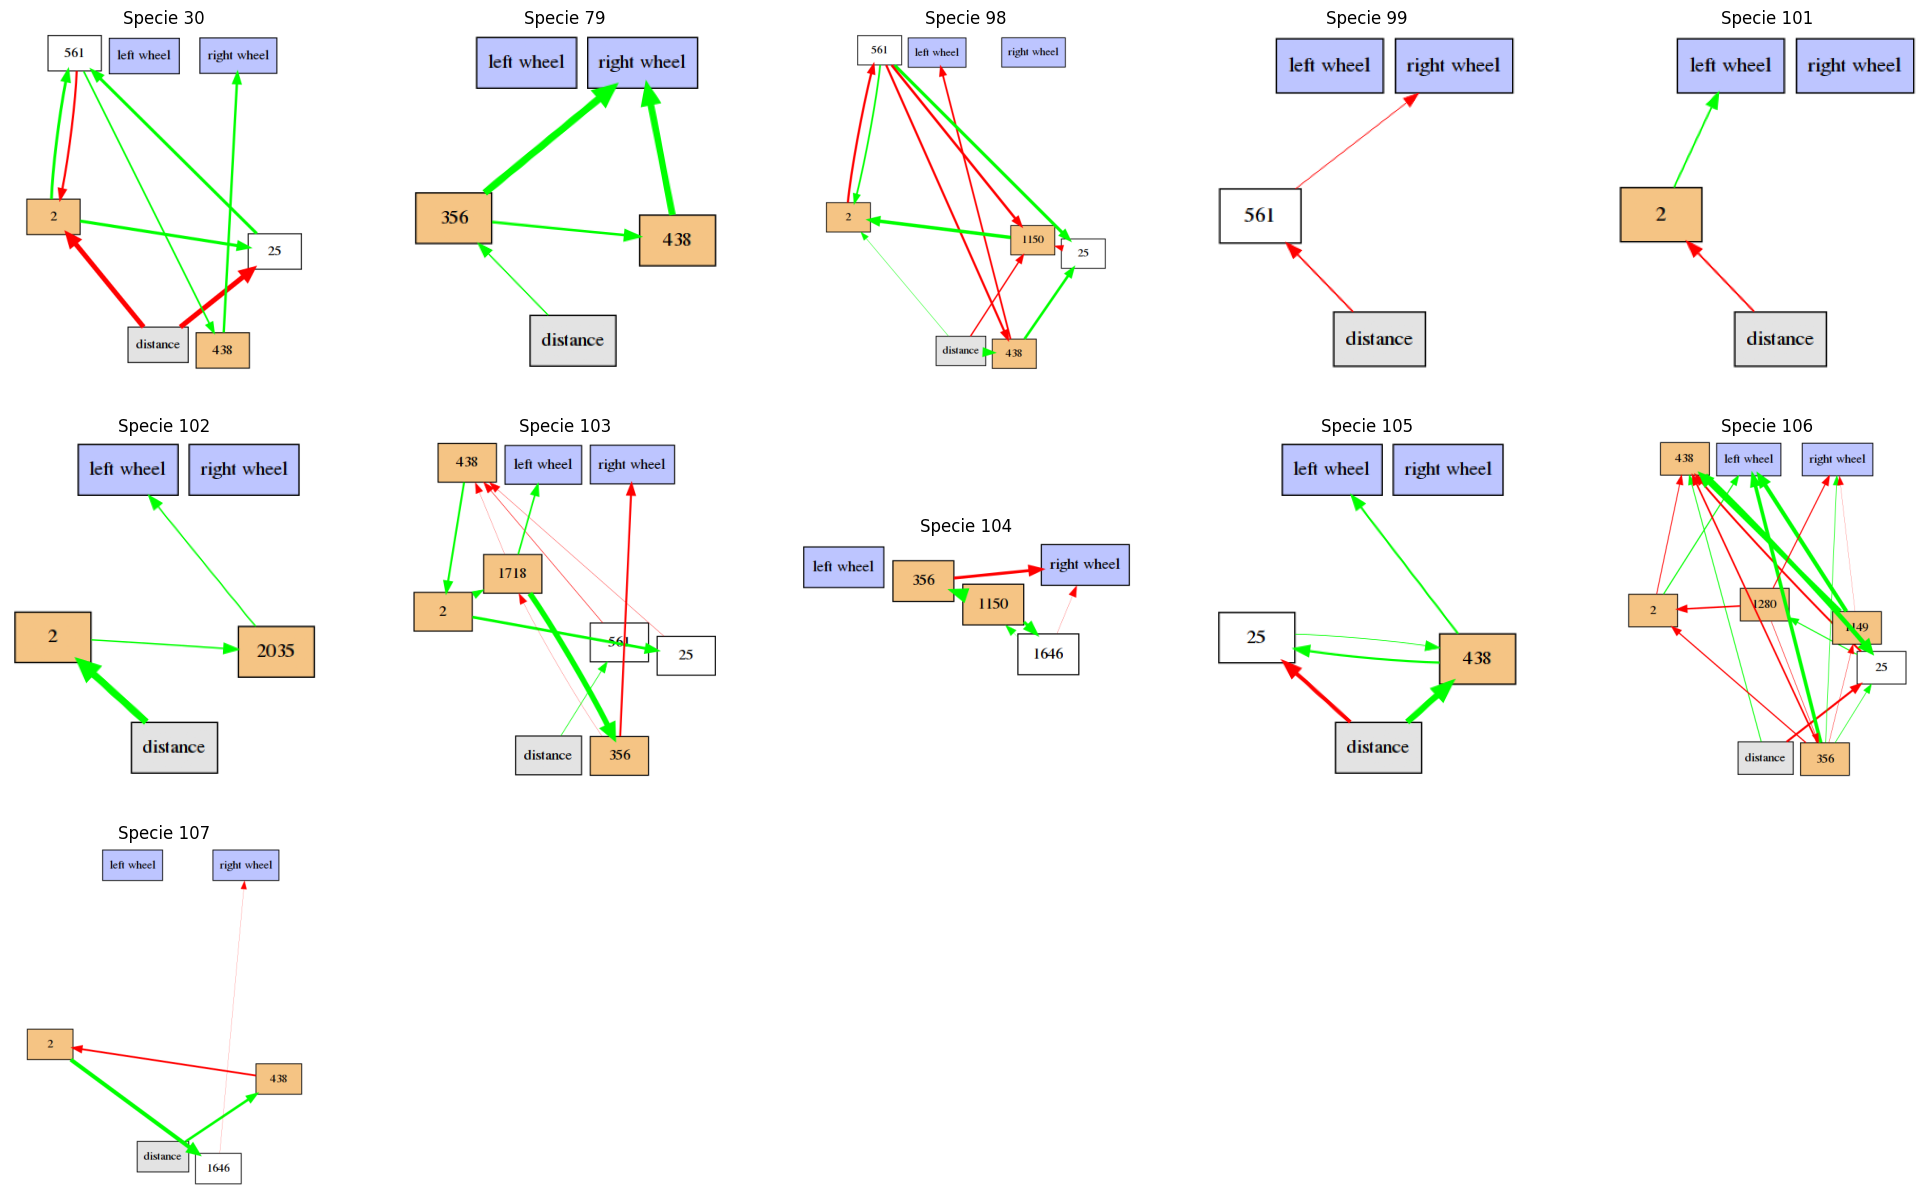 Specie 30
561
left wheel
right wheel
2
25
distance
438
Specie 79
left wheel
right wheel
356
438
distance
Specie 98
561
left wheel
right wheel
2
1150
25
distance
438
Specie 99
left wheel
right wheel
561
distance
Specie 101
left wheel
right wheel
2
distance
Specie 102
left wheel
right wheel
2
2035
distance
Specie 103
438
left wheel
right wheel
1718
2
561
25
distance
356
Specie 104
left wheel
356
right wheel
1150
1646
Specie 105
left wheel
right wheel
25
438
distance
Specie 106
438
left wheel
right wheel
2
1280
1149
25
distance
356
Specie 107
left wheel
right wheel
2
438
distance
1646